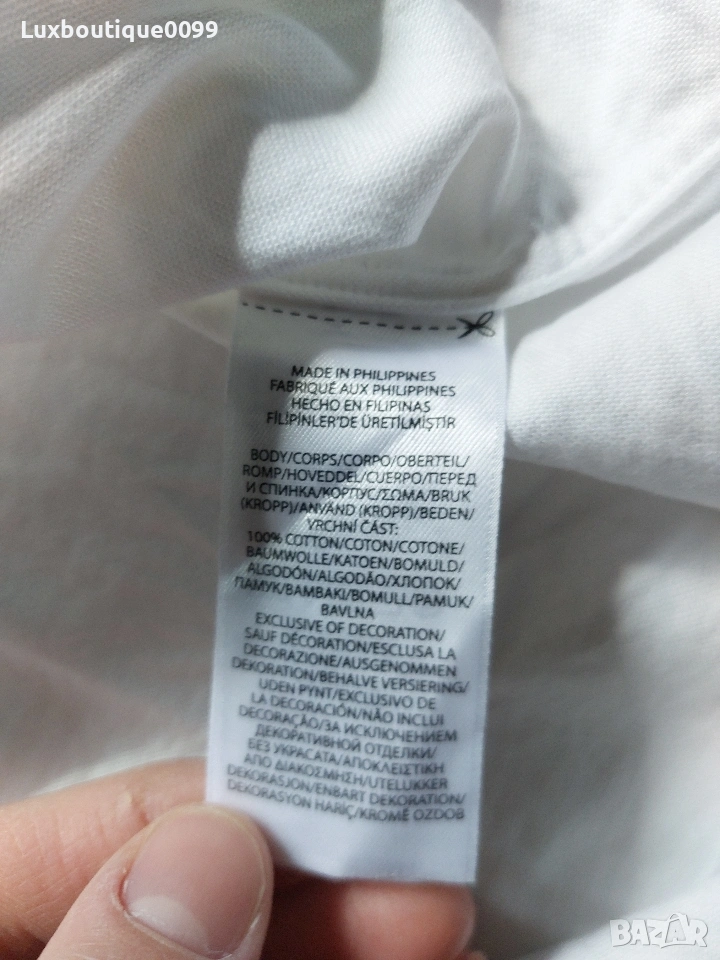 Luxboutique0099
MADE IN PHILIPPINES
FABRIQUÉ AUX PHILIPPINES
HECHO EN FILIPINAS
FİLİPİNLER'DE ÜRETİLMİŞTİR
BODY/CORPS/CORPO/OBERTEIL/
ROMP/HOVEDDEL/CUERPO/ПЕРЕД
И СПИНКА/КОРПУС/ΣΩΜΑ/BRUK
(KROPP)/ANVÄND (KROPP)/BEDEN/
VRCHNÍ ČÁST:
100% COTTON/COTON/COTONE/
BAUMWOLLE/KATOEN/BOMULD/
ALGODÓN/ALGODÃO/ХЛОПОК/
ПАМУК/BAMBAKI/BOMULL/PAMUK/
BAVLNA
EXCLUSIVE OF DECORATION/
SAUF DÉCORATION/ESCLUSA LA
DECORAZIONE/AUSGENOMMEN
DEKORATION/BEHALVE VERSIERING/
UDEN PYNT/EXCLUSIVO DE
LA DECORACIÓN/NÃO INCLUI
DECORAÇÃO/ЗА ИСКЛЮЧЕНИЕМ
ДЕКОРАТИВНОЙ ОТДЕЛКИ/
БЕЗ УКРАСАТА/ΑΠΟΚΛΕΙΣΤΙΚΗ
ΑΠΟ ΔΙΑΚΟΣΜΗΣΗ/UTELUKKER
DEKORASJON/ENBART DEKORATION/
DEKORASYON HARİÇ/KROMĚ OZDOB
BAZAR